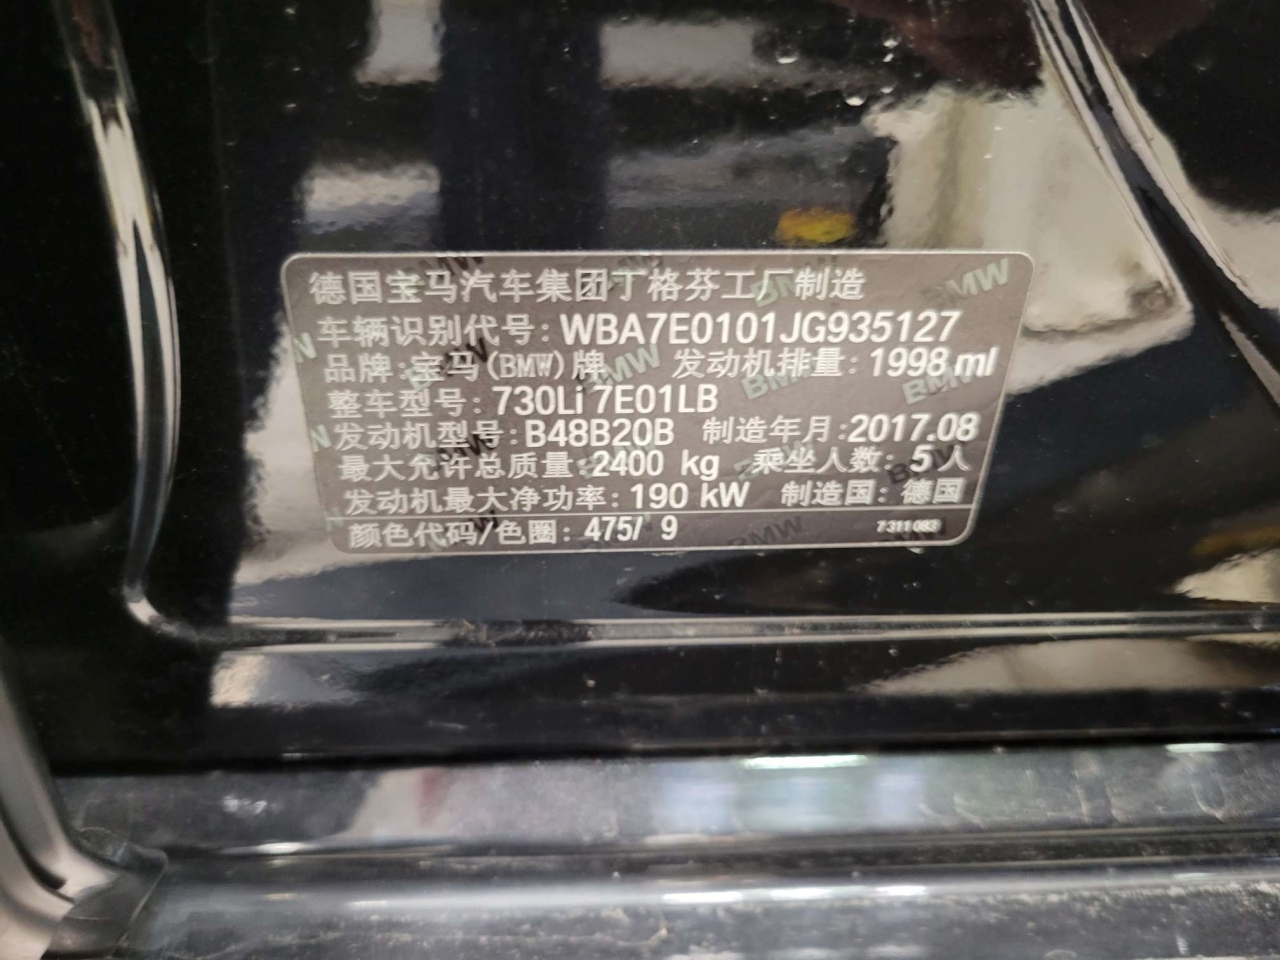 德国宝马汽车集团丁格芬工厂制造
车辆识别代号: WBA7E0101JG935127
品牌:宝马(BMW)牌 发动机排量: 1998 ml
整车型号: 730Li 7E01LB
发动机型号: B48B20B 制造年月:2017.08
最大允许总质量:2400 kg 乘坐人数: 5人
发动机最大净功率: 190 kW 制造国: 德国
颜色代码/色圈: 475/ 9 7 311 083